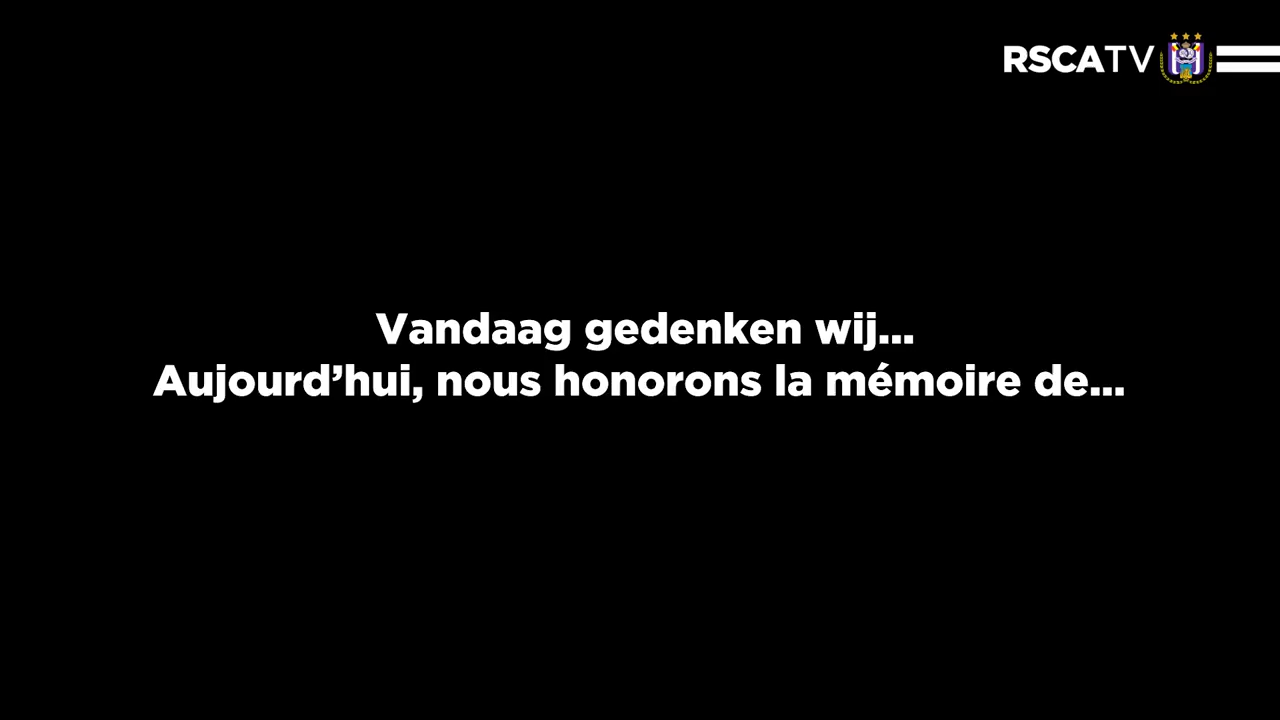 RSCATV
Vandaag gedenken wij...
Aujourd’hui, nous honorons la mémoire de...